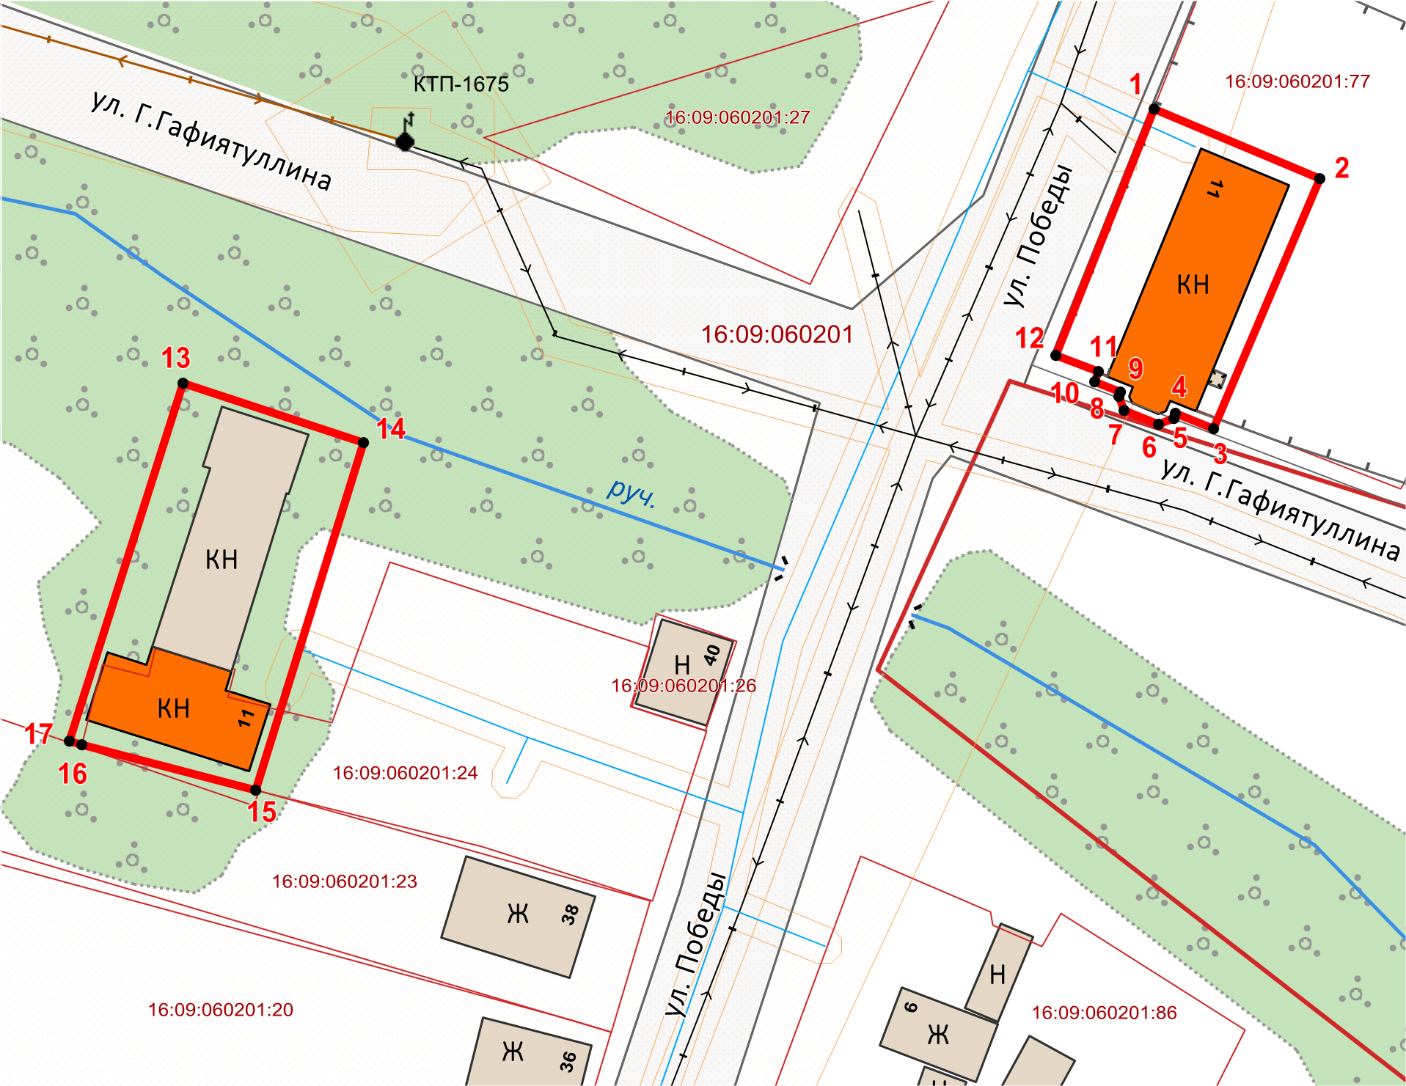 КТП-1675
16:09:060201:77
1
16:09:060201:27
ул. Г.Гафиятуллина
2
11
ул. Победы
КН
16:09:060201
12
11
13
9
10
4
8
14
7
5
6
3
ул. Г.Гафиятуллина
руч.
КН
Н
40
16:09:060201:26
КН
11
17
16
16:09:060201:24
15
16:09:060201:23
Ж
38
ул. Победы
Н
16:09:060201:20
6
Ж
16:09:060201:86
Ж
36
Н